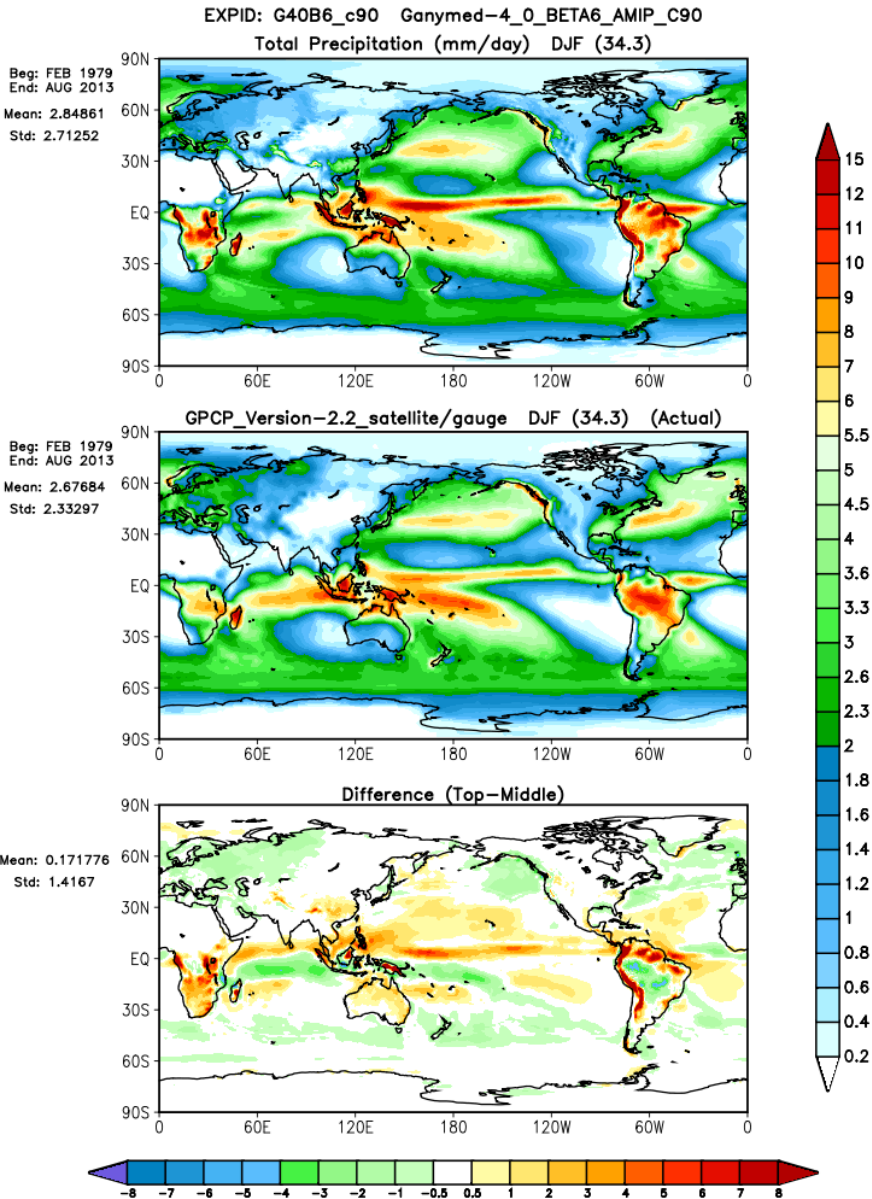 EXPID: G40B6_c90 Ganymed-4_0_BETA6_AMIP_C90
Total Precipitation (mm/day) DJF (34.3)
Beg: FEB 1979
End: AUG 2013
Mean: 2.84861
Std: 2.71252
90N
60N
30N
EQ
30S
60S
90S
0 60E 120E 180 120W 60W 0
GPCP_Version-2.2_satellite/gauge DJF (34.3) (Actual)
Beg: FEB 1979
End: AUG 2013
Mean: 2.67684
Std: 2.33297
90N
60N
30N
EQ
30S
60S
90S
0 60E 120E 180 120W 60W 0
Difference (Top-Middle)
Mean: 0.171776
Std: 1.4167
90N
60N
30N
EQ
30S
60S
90S
0 60E 120E 180 120W 60W 0
15
12
11
10
9
8
7
6
5.5
5
4.5
4
3.6
3.3
3
2.6
2.3
2
1.8
1.6
1.4
1.2
1
0.8
0.6
0.4
0.2
-8 -7 -6 -5 -4 -3 -2 -1 -0.5 0.5 1 2 3 4 5 6 7 8